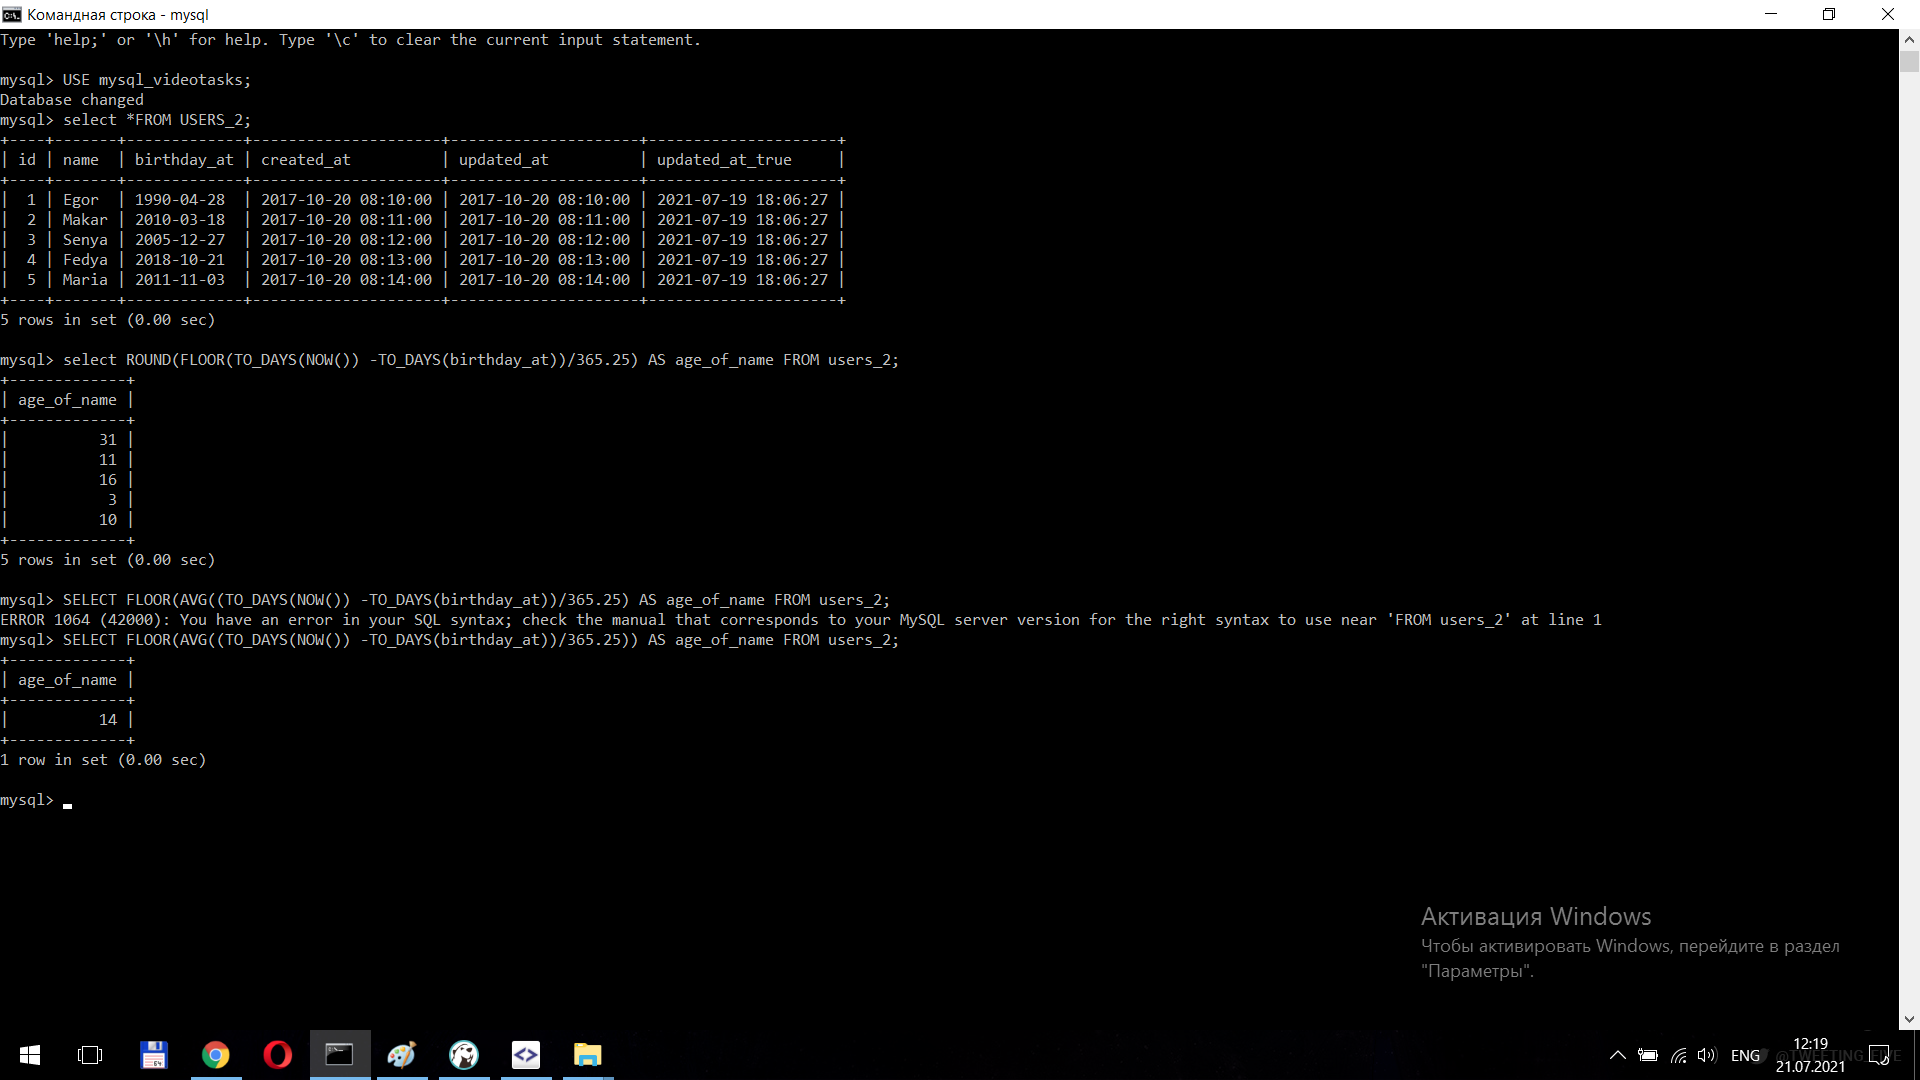 Командная строка - mysql
Type 'help;' or '\h' for help. Type '\c' to clear the current input statement.
mysql> USE mysql_videotasks;
Database changed
mysql> select *FROM USERS_2;
+----+-------+-------------+---------------------+---------------------+---------------------+
| id | name  | birthday_at | created_at          | updated_at          | updated_at_true     |
+----+-------+-------------+---------------------+---------------------+---------------------+
|  1 | Egor  | 1990-04-28  | 2017-10-20 08:10:00 | 2017-10-20 08:10:00 | 2021-07-19 18:06:27 |
|  2 | Makar | 2010-03-18  | 2017-10-20 08:11:00 | 2017-10-20 08:11:00 | 2021-07-19 18:06:27 |
|  3 | Senya | 2005-12-27  | 2017-10-20 08:12:00 | 2017-10-20 08:12:00 | 2021-07-19 18:06:27 |
|  4 | Fedya | 2018-10-21  | 2017-10-20 08:13:00 | 2017-10-20 08:13:00 | 2021-07-19 18:06:27 |
|  5 | Maria | 2011-11-03  | 2017-10-20 08:14:00 | 2017-10-20 08:14:00 | 2021-07-19 18:06:27 |
+----+-------+-------------+---------------------+---------------------+---------------------+
5 rows in set (0.00 sec)
mysql> select ROUND(FLOOR(TO_DAYS(NOW()) -TO_DAYS(birthday_at))/365.25) AS age_of_name FROM users_2;
+-------------+
| age_of_name |
+-------------+
|          31 |
|          11 |
|          16 |
|           3 |
|          10 |
+-------------+
5 rows in set (0.00 sec)
mysql> SELECT FLOOR(AVG((TO_DAYS(NOW()) -TO_DAYS(birthday_at))/365.25) AS age_of_name FROM users_2;
ERROR 1064 (42000): You have an error in your SQL syntax; check the manual that corresponds to your MySQL server version for the right syntax to use near 'FROM users_2' at line 1
mysql> SELECT FLOOR(AVG((TO_DAYS(NOW()) -TO_DAYS(birthday_at))/365.25)) AS age_of_name FROM users_2;
+-------------+
| age_of_name |
+-------------+
|          14 |
+-------------+
1 row in set (0.00 sec)
mysql>
Активация Windows
Чтобы активировать Windows, перейдите в раздел
"Параметры".
64
ENG
12:19
21.07.2021